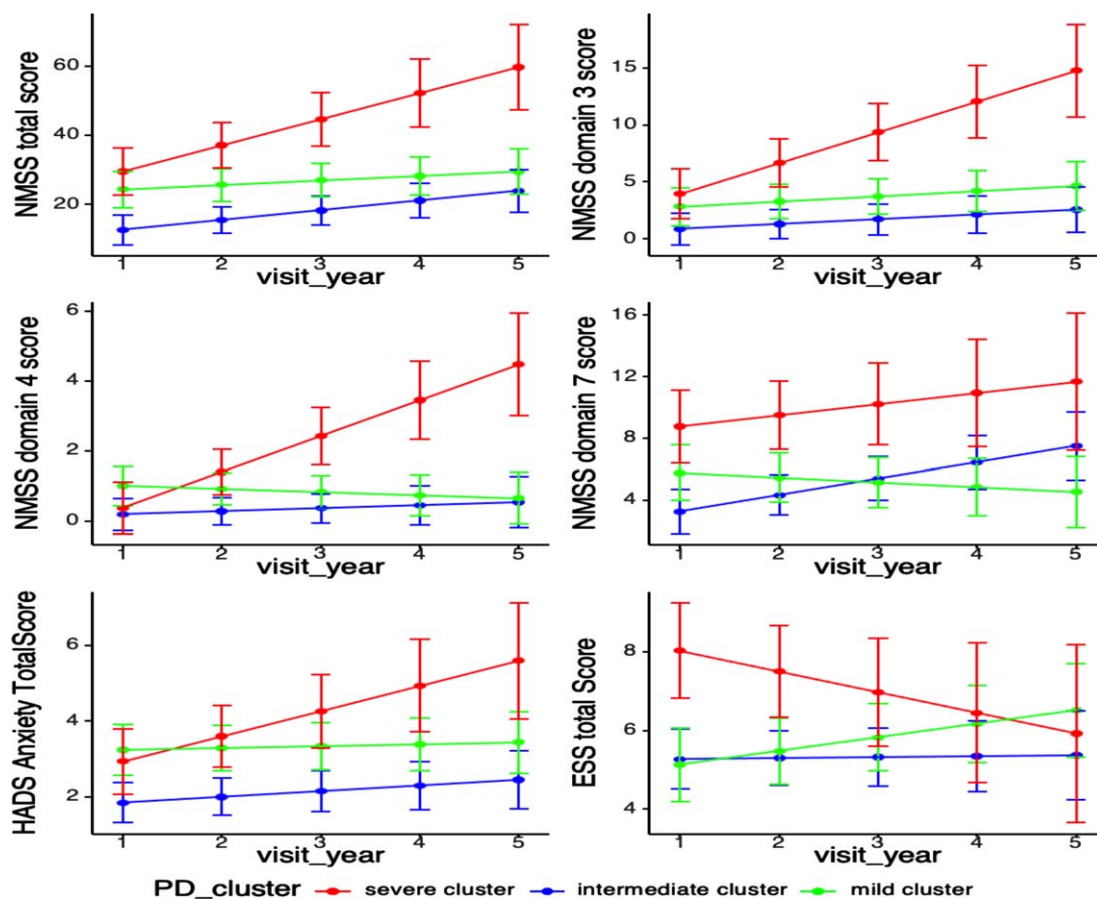 NMSS total score
60
40
20
1 2 3 4 5
visit_year
NMSS domain 3 score
15
10
5
0
1 2 3 4 5
visit_year
NMSS domain 4 score
6
4
2
0
1 2 3 4 5
visit_year
NMSS domain 7 score
16
12
8
4
1 2 3 4 5
visit_year
HADS Anxiety TotalScore
6
4
2
1 2 3 4 5
visit_year
ESS total Score
8
6
4
1 2 3 4 5
visit_year
PD_cluster severe cluster intermediate cluster mild cluster